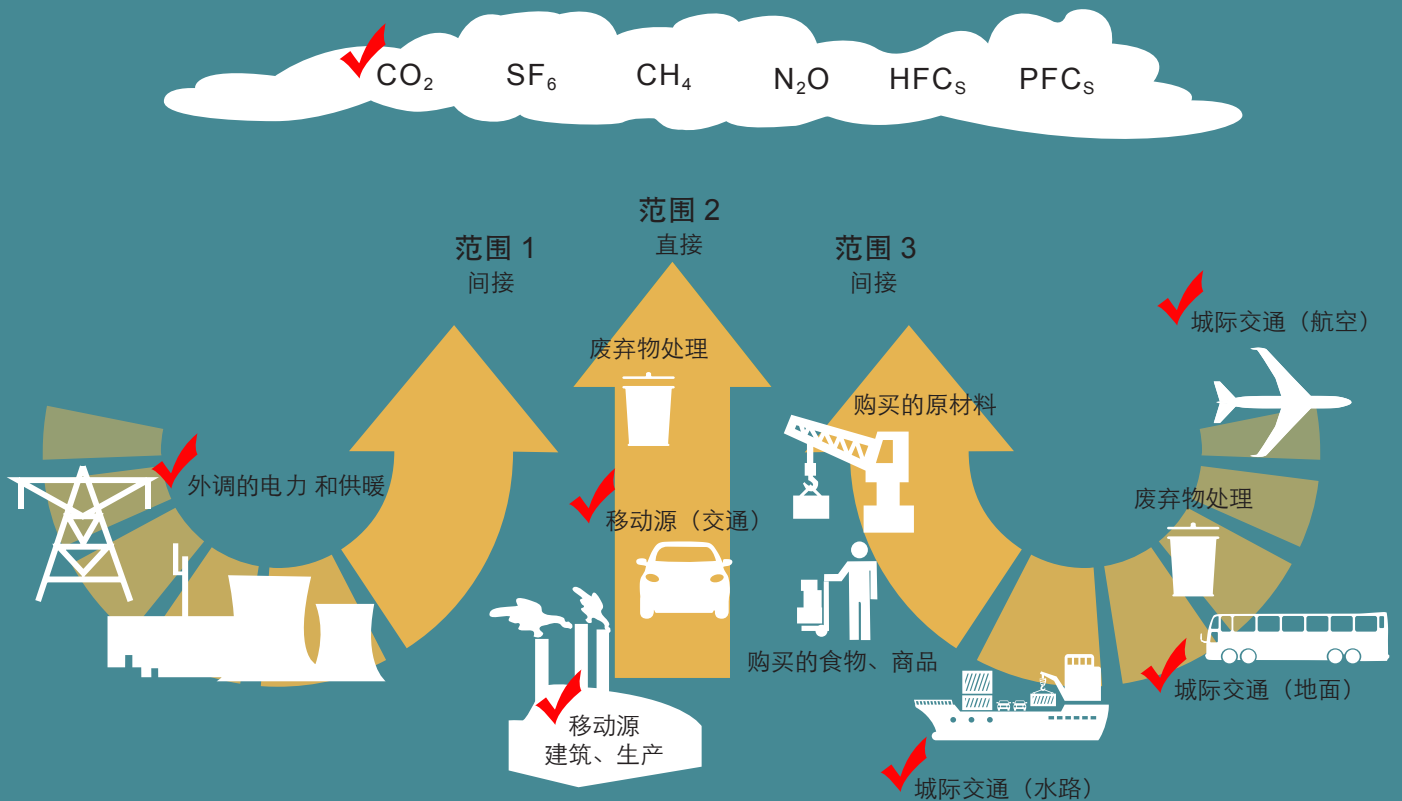 CO₂ SF₆ CH₄ N₂O HFCₛ PFCₛ
范围 1
间接
范围 2
直接
范围 3
间接
外调的电力 和供暖
废弃物处理
移动源（交通）
移动源
建筑、生产
购买的原材料
购买的食物、商品
城际交通（航空）
废弃物处理
城际交通（地面）
城际交通（水路）